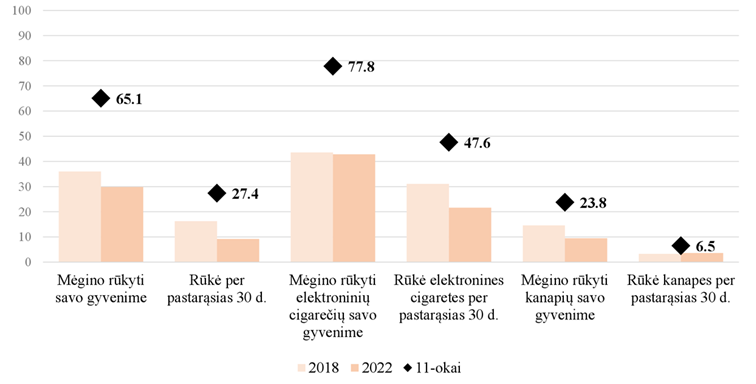 100
90
80
70
60
50
40
30
20
10
0
65.1
27.4
77.8
47.6
23.8
6.5
Mėgino rūkyti
savo gyvenime
Rūkė per
pastarąsias 30 d.
Mėgino rūkyti
elektroninių
cigarečių savo
gyvenime
Rūkė elektronines
cigaretes per
pastarąsias 30 d.
Mėgino rūkyti
kanapių savo
gyvenime
Rūkė kanapes per
pastarąsias 30 d.
2018 2022 11-okai